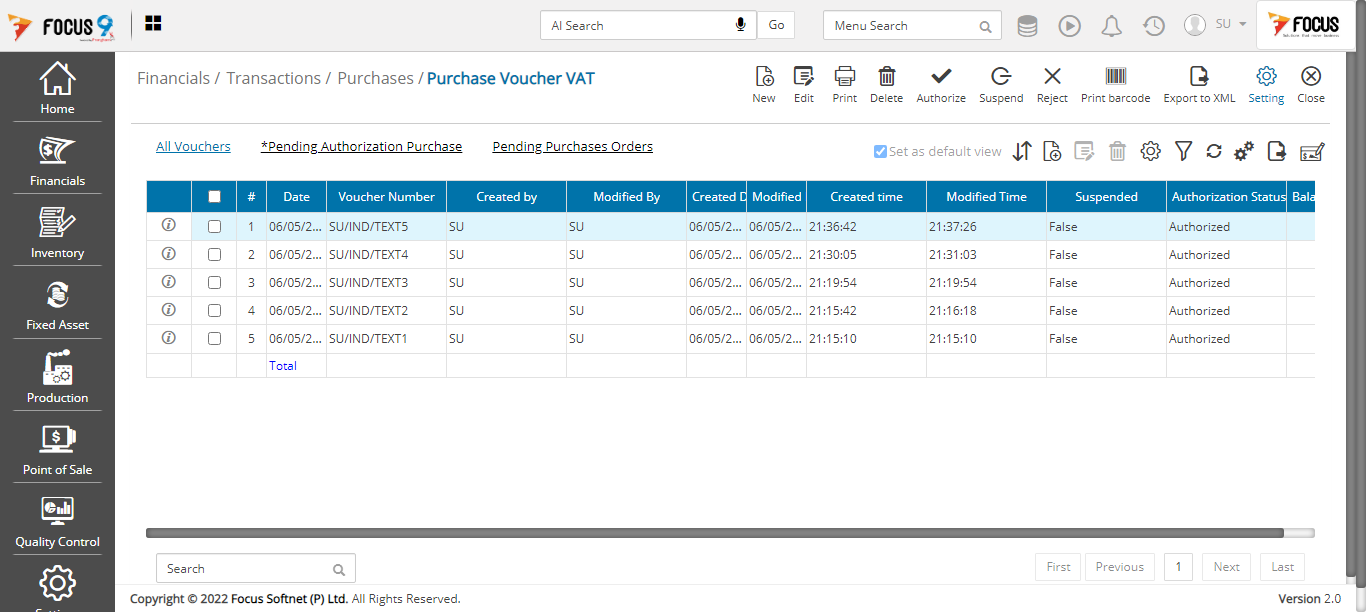 FOCUS 9
AI Search
Go
Menu Search
SU
FOCUS
Home
Financials
Inventory
Fixed Asset
Production
Point of Sale
Quality Control
Financials / Transactions / Purchases / Purchase Voucher VAT
New Edit Print Delete Authorize Suspend Reject Print barcode Export to XML Setting Close
All Vouchers *Pending Authorization Purchase Pending Purchases Orders
Set as default view
# Date Voucher Number Created by Modified By Created D Modified Created time Modified Time Suspended Authorization Status Bala
1 06/05/2... SU/IND/TEXT5 SU SU 06/05/2... 06/05/2... 21:36:42 21:37:26 False Authorized
2 06/05/2... SU/IND/TEXT4 SU SU 06/05/2... 06/05/2... 21:30:05 21:31:03 False Authorized
3 06/05/2... SU/IND/TEXT3 SU SU 06/05/2... 06/05/2... 21:19:54 21:19:54 False Authorized
4 06/05/2... SU/IND/TEXT2 SU SU 06/05/2... 06/05/2... 21:15:42 21:16:18 False Authorized
5 06/05/2... SU/IND/TEXT1 SU SU 06/05/2... 06/05/2... 21:15:10 21:15:10 False Authorized
Total
Search
First Previous 1 Next Last
Copyright © 2022 Focus Softnet (P) Ltd. All Rights Reserved.
Version 2.0